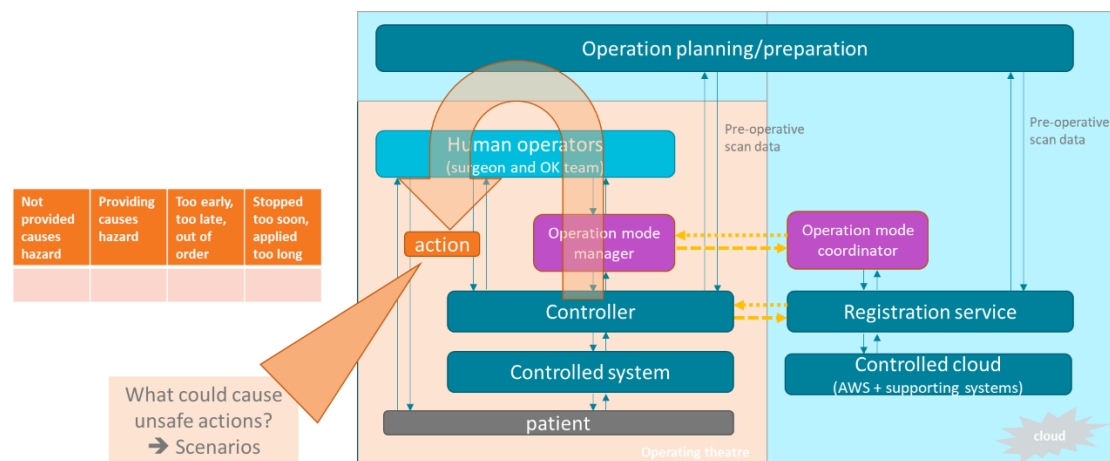 Operation planning/preparation
Pre-operative
scan data
Pre-operative
scan data
Human operators
(surgeon and OK team)
Not
provided
causes
hazard
Providing
causes
hazard
Too early,
too late,
out of
order
Stopped
too soon,
applied
too long
action
Operation mode
manager
Operation mode
coordinator
Controller
Registration service
Controlled system
Controlled cloud
(AWS + supporting systems)
What could cause
unsafe actions?
➔ Scenarios
patient
Operating theatre
cloud